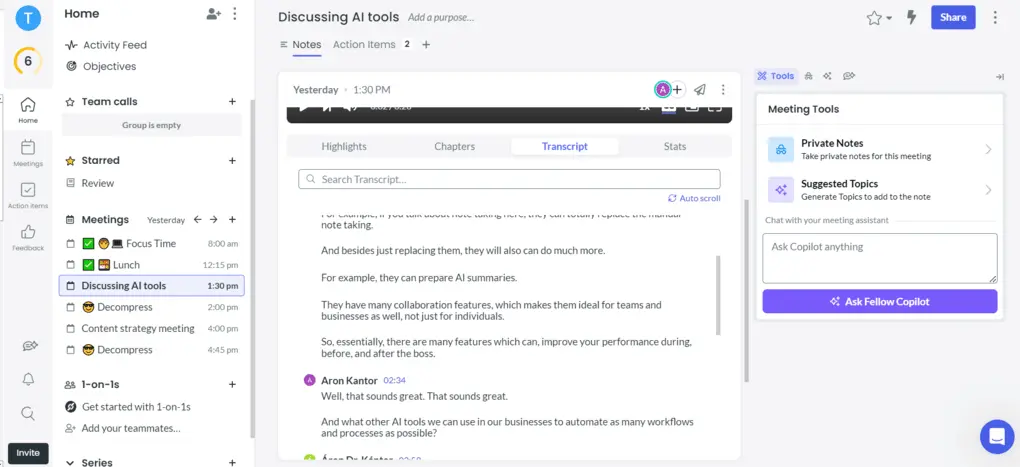 T
6
Home
Meetings
Action items
Feedback
Invite
Home
Activity Feed
Objectives
Team calls
Group is empty
Starred
Review
Meetings Yesterday
Focus Time 8:00 am
Lunch 12:15 pm
Discussing AI tools 1:30 pm
Decompress 2:00 pm
Content strategy meeting 4:00 pm
Decompress 4:45 pm
1-on-1s
Get started with 1-on-1s
Add your teammates...
Series
Discussing AI tools Add a purpose...
Share
Notes Action Items 2
Yesterday · 1:30 PM
A
Highlights Chapters Transcript Stats
Search Transcript...
Auto scroll
For example, if you talk about note taking here, they can totally replace the manual
note taking.
And besides just replacing them, they will also can do much more.
For example, they can prepare AI summaries.
They have many collaboration features, which makes them ideal for teams and
businesses as well, not just for individuals.
So, essentially, there are many features which can, improve your performance during,
before, and after the boss.
A Aron Kantor 02:34
Well, that sounds great. That sounds great.
And what other AI tools we can use in our businesses to automate as many workflows
and processes as possible?
Tools
Meeting Tools
Private Notes
Take private notes for this meeting
Suggested Topics
Generate Topics to add to the note
Chat with your meeting assistant
Ask Copilot anything
Ask Fellow Copilot